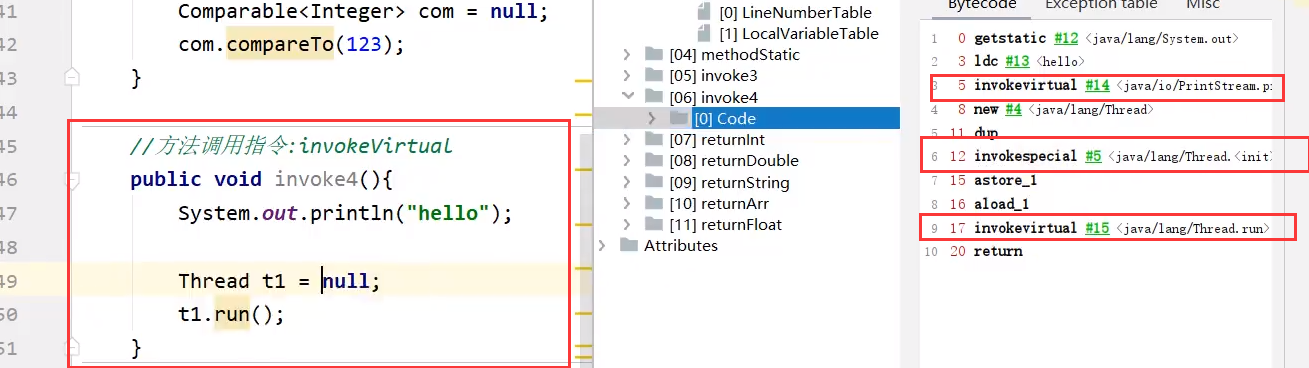 41 Comparable<Integer> com = null;
42 com.compareTo(123);
43 }
45 //方法调用指令:invokeVirtual
46 public void invoke4(){
47 System.out.println("hello");
48
49 Thread t1 = null;
50 t1.run();
51 }
[0] LineNumberTable
[1] LocalVariableTable
[04] methodStatic
[05] invoke3
[06] invoke4
[0] Code
[07] returnInt
[08] returnDouble
[09] returnString
[10] returnArr
[11] returnFloat
Attributes
Bytecode Exception table Misc
1 0 getstatic #12 <java/lang/System.out>
2 3 ldc #13 <hello>
3 5 invokevirtual #14 <java/io/PrintStream.p
4 8 new #4 <java/lang/Thread>
5 11 dup
6 12 invokespecial #5 <java/lang/Thread.<init>
7 15 astore_1
8 16 aload_1
9 17 invokevirtual #15 <java/lang/Thread.run>
10 20 return